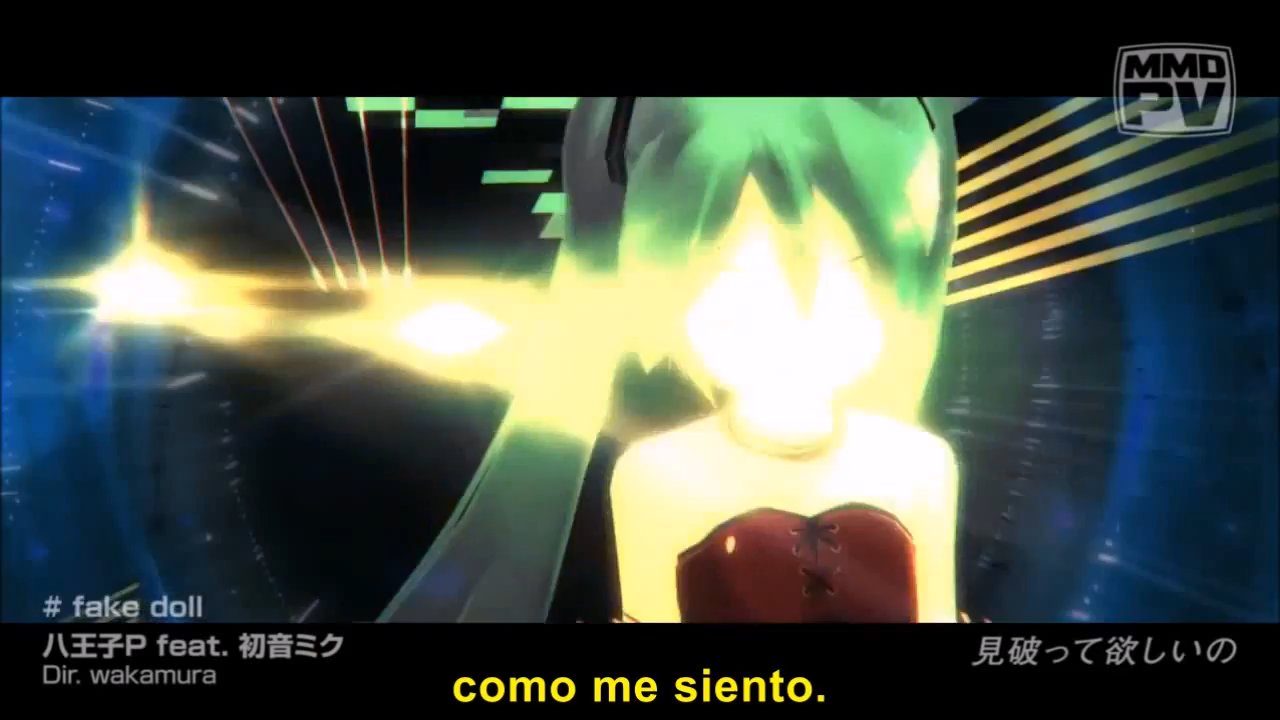 MMD
PV
# fake doll
八王子P feat. 初音ミク
Dir. wakamura
見破って欲しいの
como me siento.